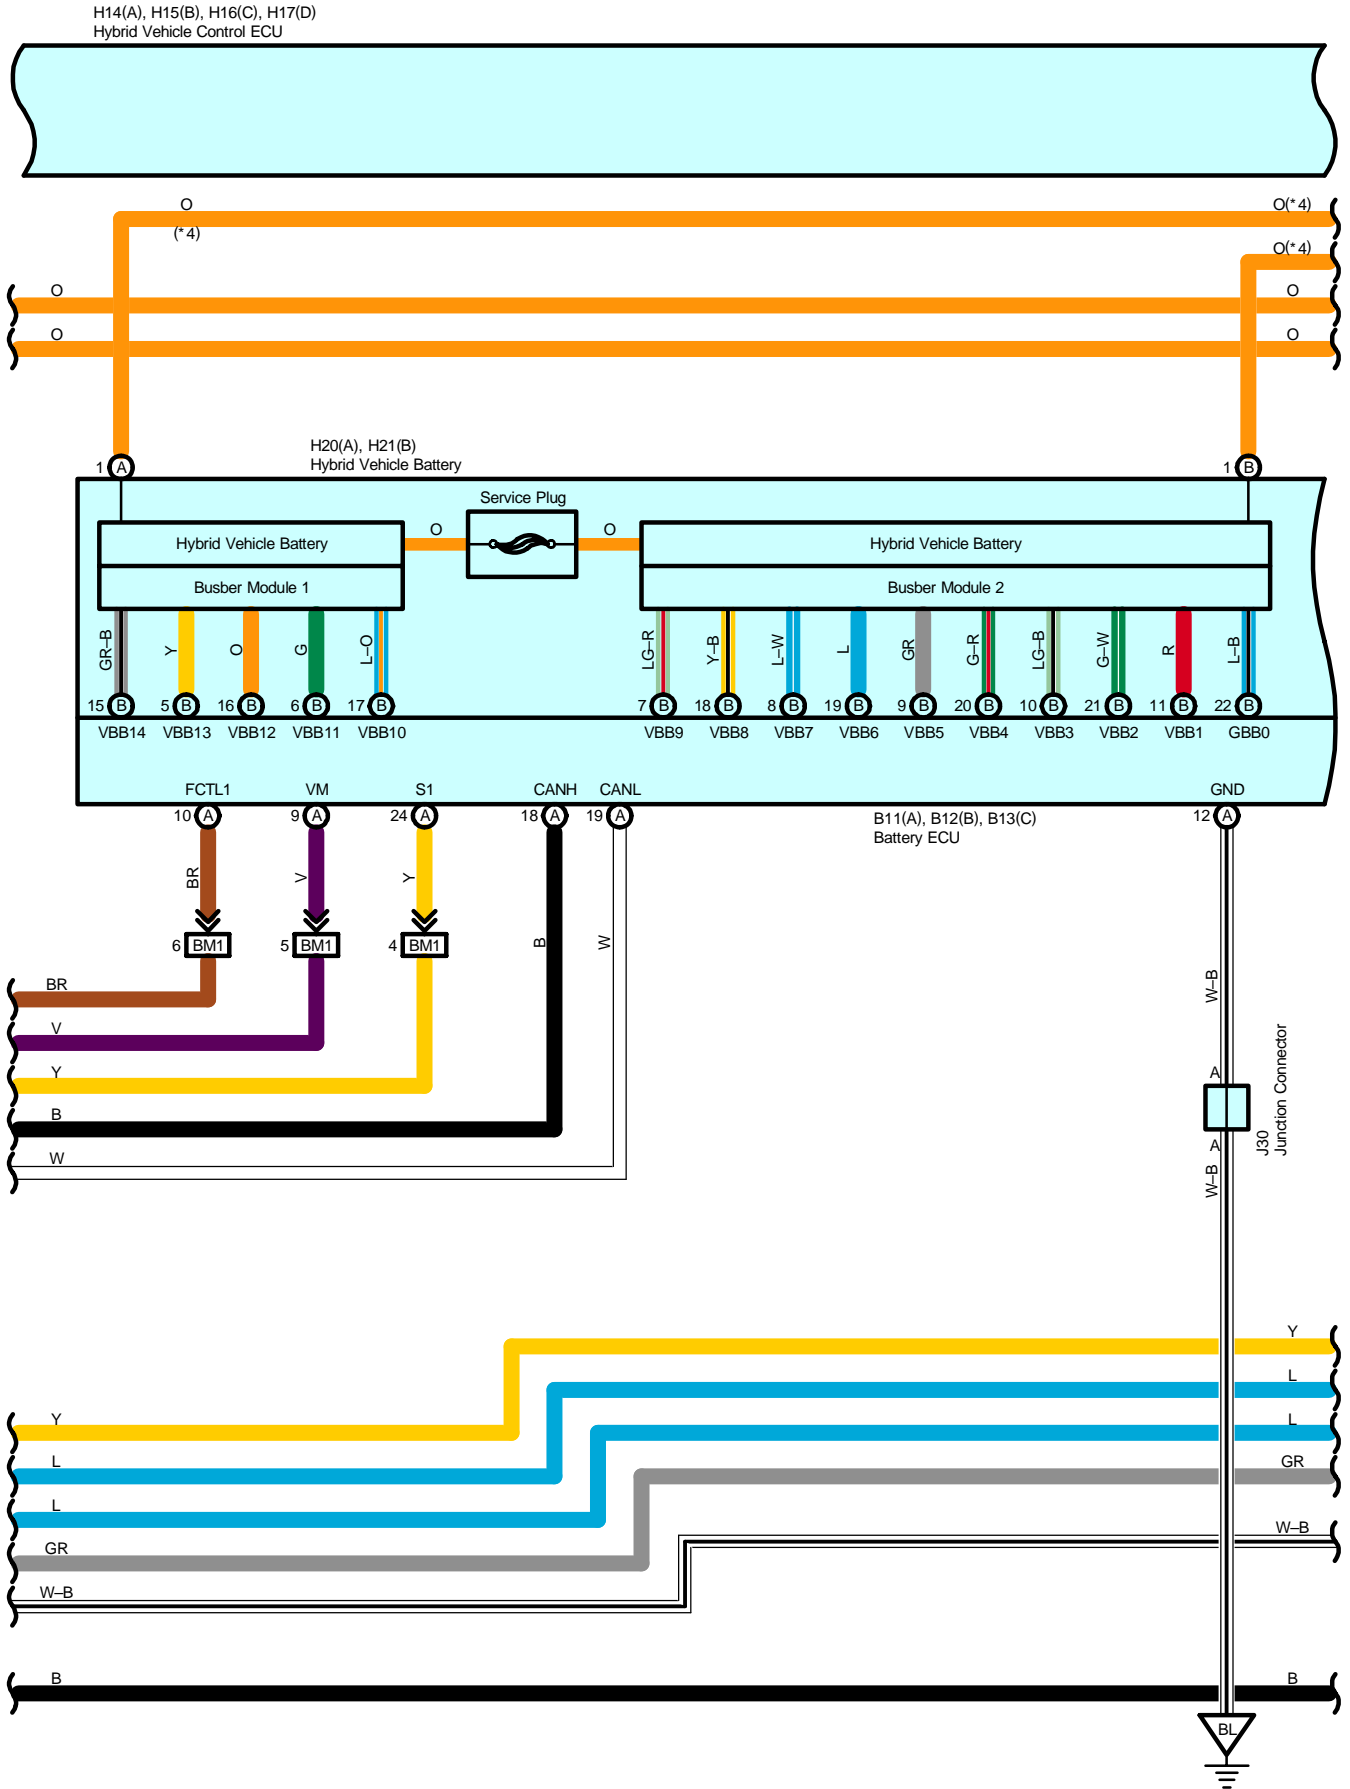 H14(A), H15(B), H16(C), H17(D)
Hybrid Vehicle Control ECU
O
(*4)
O(*4)
O(*4)
O
O
O
O
H20(A), H21(B)
Hybrid Vehicle Battery
1 A
1 B
Service Plug
Hybrid Vehicle Battery
O
O
Hybrid Vehicle Battery
Busber Module 1
Busber Module 2
GR–B
Y
O
G
L–O
LG–R
Y–B
L–W
L
GR
G–R
LG–B
G–W
R
L–B
15 B
5 B
16 B
6 B
17 B
7 B
18 B
8 B
19 B
9 B
20 B
10 B
21 B
11 B
22 B
VBB14
VBB13
VBB12
VBB11
VBB10
VBB9
VBB8
VBB7
VBB6
VBB5
VBB4
VBB3
VBB2
VBB1
GBB0
FCTL1
VM
S1
CANH
CANL
GND
10 A
9 A
24 A
18 A
19 A
12 A
B11(A), B12(B), B13(C)
Battery ECU
BR
V
Y
B
W
6 BM1
5 BM1
4 BM1
BR
V
Y
B
W
W–B
A
J30
Junction Connector
A
W–B
Y
L
L
GR
W–B
Y
L
L
GR
W–B
B
B
BL